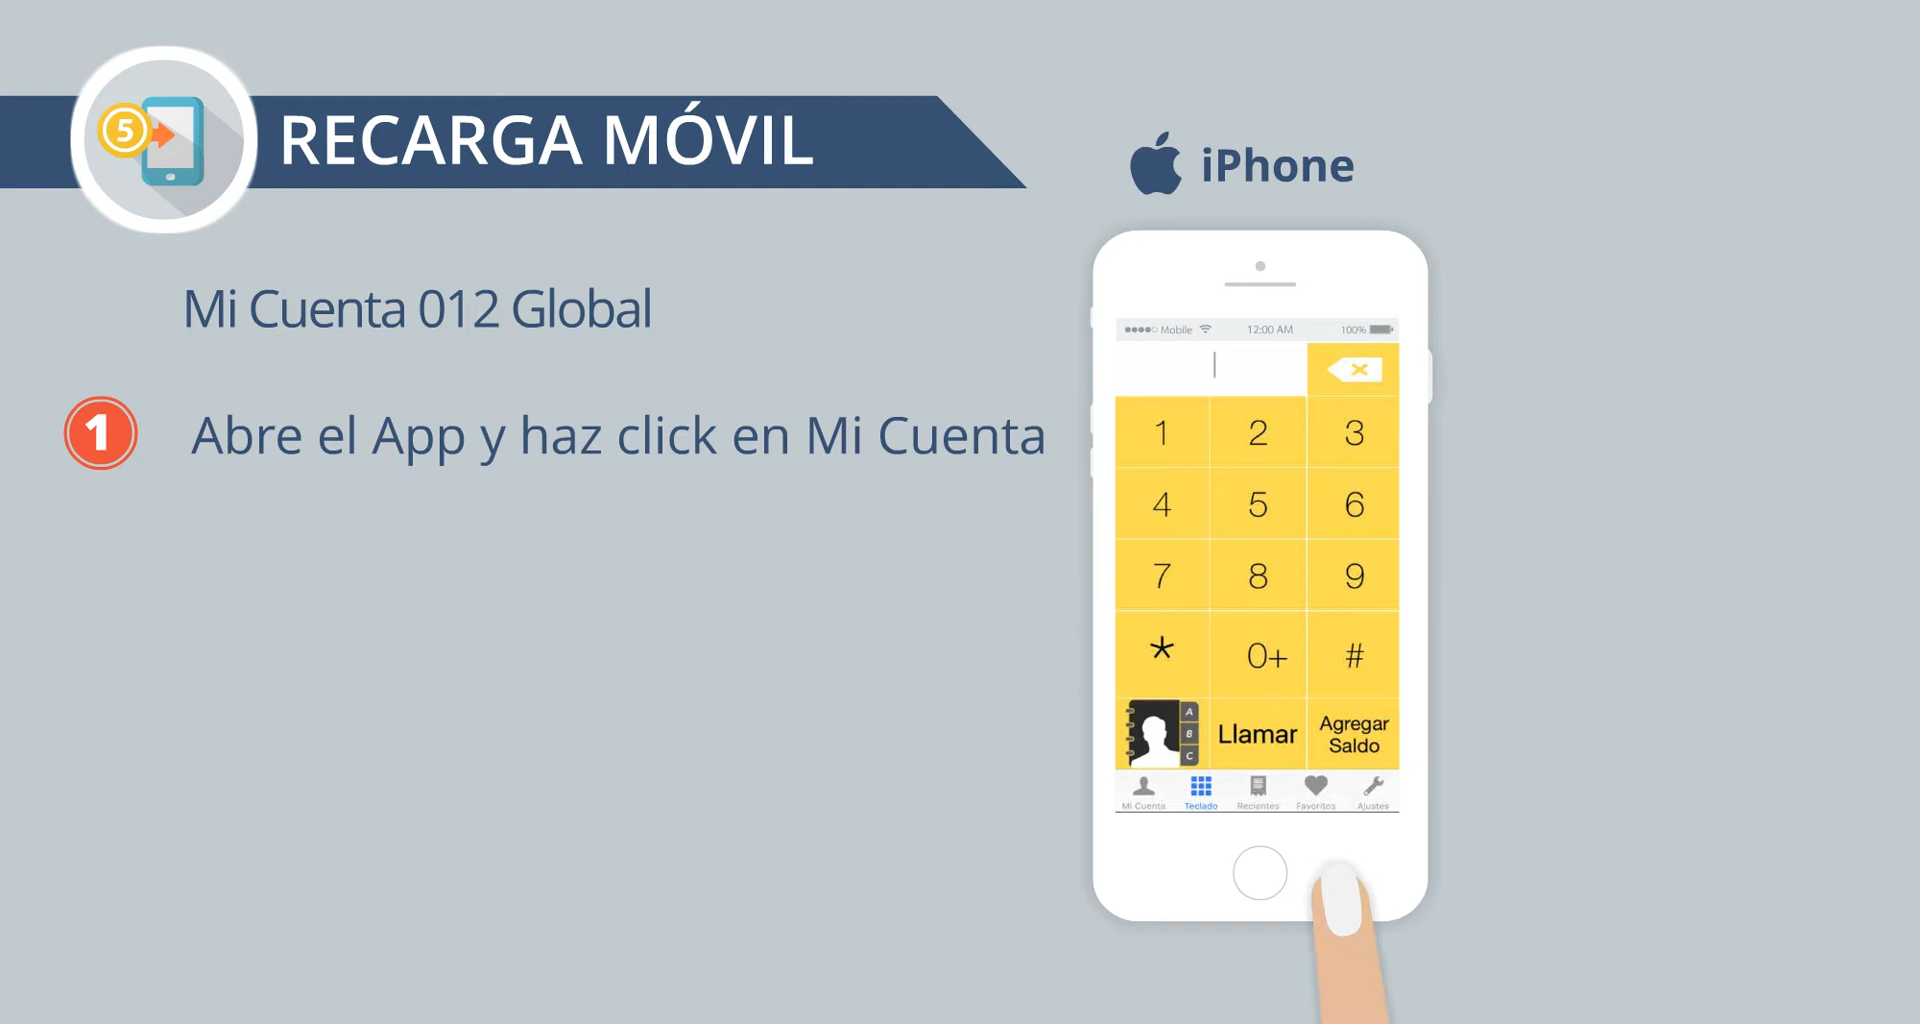 5
RECARGA MÓVIL
iPhone
Mi Cuenta 012 Global
1
Abre el App y haz click en Mi Cuenta
Mobile 12:00 AM 100%
1 2 3
4 5 6
7 8 9
* 0+ #
A
B
C
Llamar
Agregar
Saldo
Mi Cuenta Teclado Recientes Favoritos Ajustes